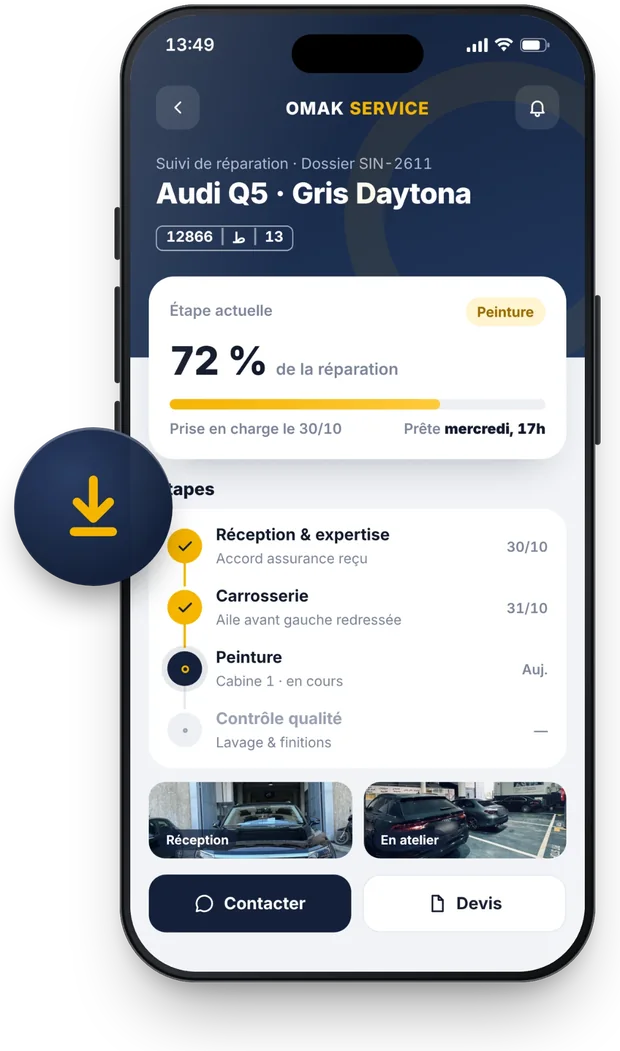 13:49
OMAK SERVICE
Suivi de réparation · Dossier SIN-2611
Audi Q5 · Gris Daytona
12866 | ط | 13
Étape actuelle
Peinture
72 % de la réparation
Prise en charge le 30/10
Prête mercredi, 17h
tapes
Réception & expertise
30/10
Accord assurance reçu
Carrosserie
31/10
Aile avant gauche redressée
Peinture
Auj.
Cabine 1 · en cours
Contrôle qualité
—
Lavage & finitions
Réception
En atelier
Contacter
Devis